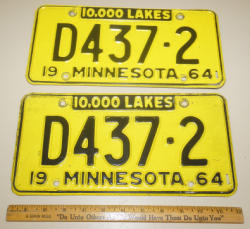 10,000 LAKES
D437·2
19 MINNESOTA 64
10,000 LAKES
D437·2
19 MINNESOTA 64
"Do Unto Others Would Have Them Do Unto You"